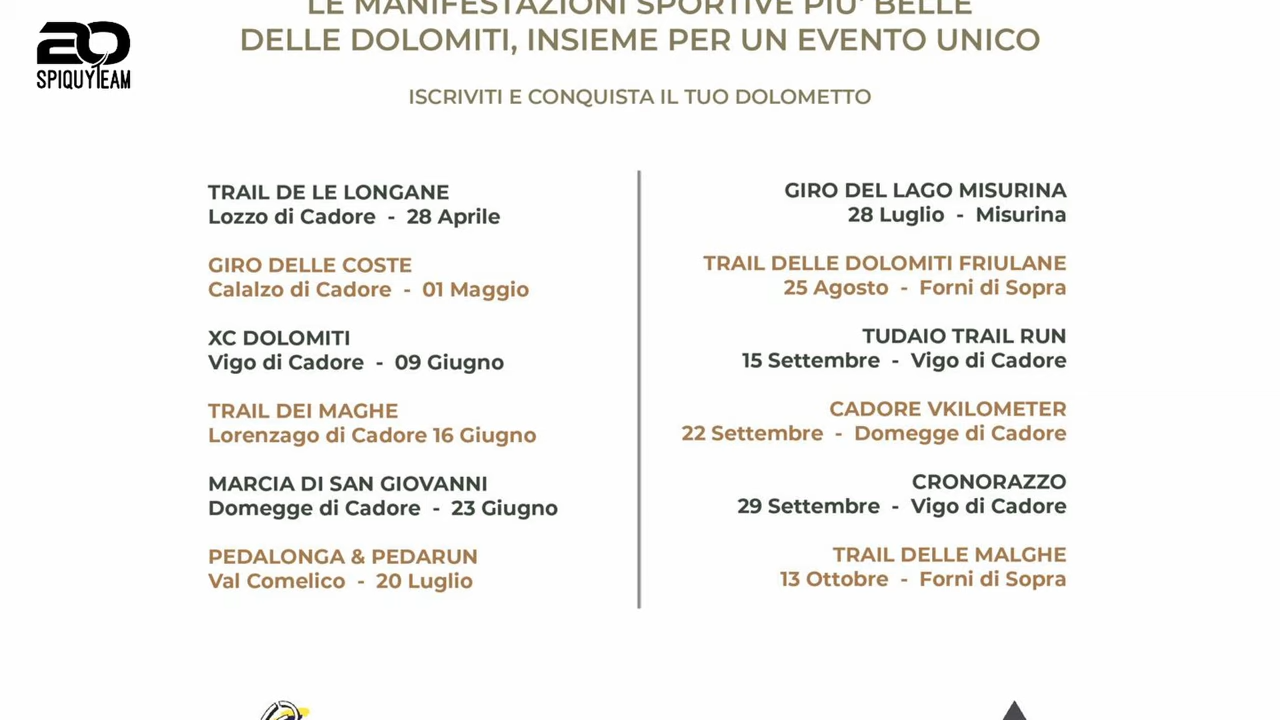 LE MANIFESTAZIONI SPORTIVE PIU' BELLE
DELLE DOLOMITI, INSIEME PER UN EVENTO UNICO
20
SPIQUYTEAM
ISCRIVITI E CONQUISTA IL TUO DOLOMETTO
TRAIL DE LE LONGANE
Lozzo di Cadore - 28 Aprile
GIRO DELLE COSTE
Calalzo di Cadore - 01 Maggio
XC DOLOMITI
Vigo di Cadore - 09 Giugno
TRAIL DEI MAGHE
Lorenzago di Cadore 16 Giugno
MARCIA DI SAN GIOVANNI
Domegge di Cadore - 23 Giugno
PEDALONGA & PEDARUN
Val Comelico - 20 Luglio
GIRO DEL LAGO MISURINA
28 Luglio - Misurina
TRAIL DELLE DOLOMITI FRIULANE
25 Agosto - Forni di Sopra
TUDAIO TRAIL RUN
15 Settembre - Vigo di Cadore
CADORE VKILOMETER
22 Settembre - Domegge di Cadore
CRONORAZZO
29 Settembre - Vigo di Cadore
TRAIL DELLE MALGHE
13 Ottobre - Forni di Sopra